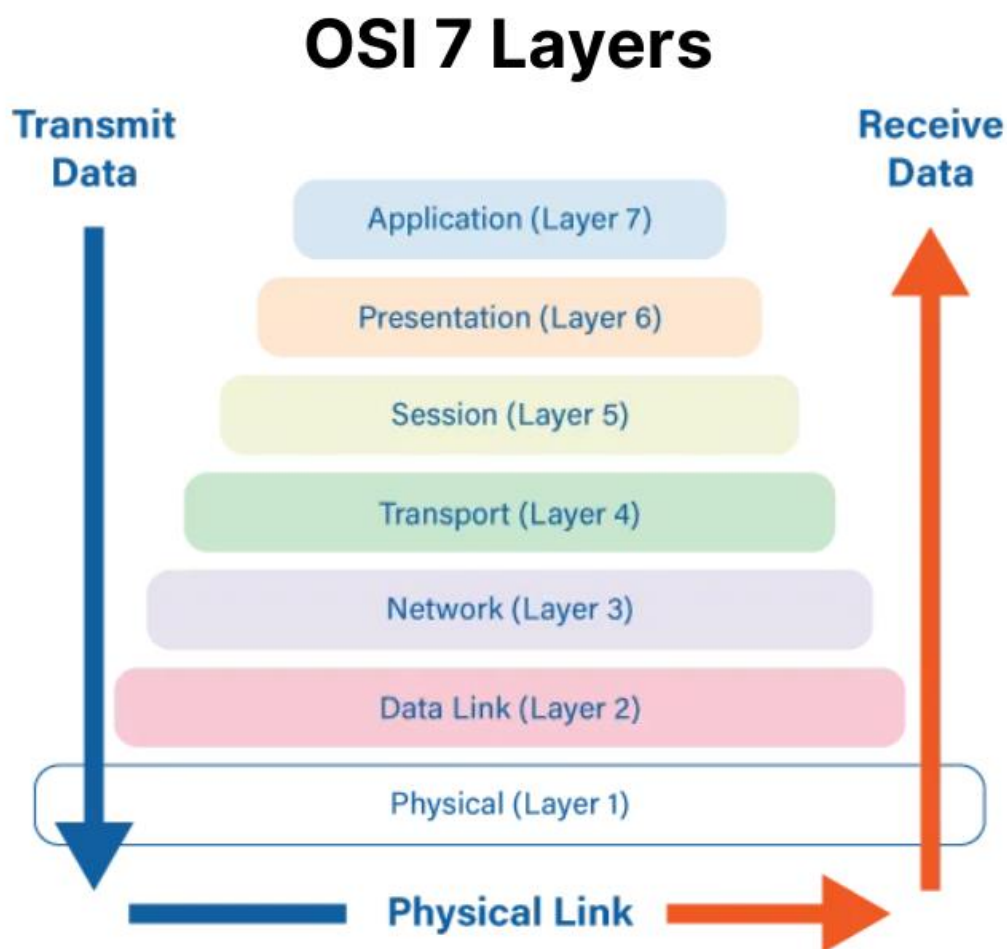 OSI 7 Layers
Transmit
Data
Receive
Data
Application (Layer 7)
Presentation (Layer 6)
Session (Layer 5)
Transport (Layer 4)
Network (Layer 3)
Data Link (Layer 2)
Physical (Layer 1)
Physical Link